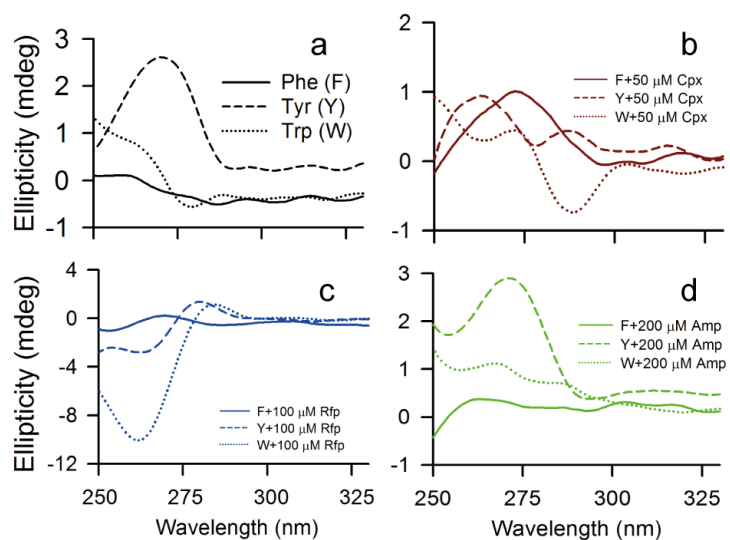 a
3
2
1
0
-1
Ellipticity (mdeg)
Phe (F)
Tyr (Y)
Trp (W)
b
2
1
0
-1
F+50 μM Cpx
Y+50 μM Cpx
W+50 μM Cpx
c
4
0
-4
-8
-12
Ellipticity (mdeg)
F+100 μM Rfp
Y+100 μM Rfp
W+100 μM Rfp
250 275 300 325
Wavelength (nm)
d
3
2
1
0
-1
F+200 μM Amp
Y+200 μM Amp
W+200 μM Amp
250 275 300 325
Wavelength (nm)